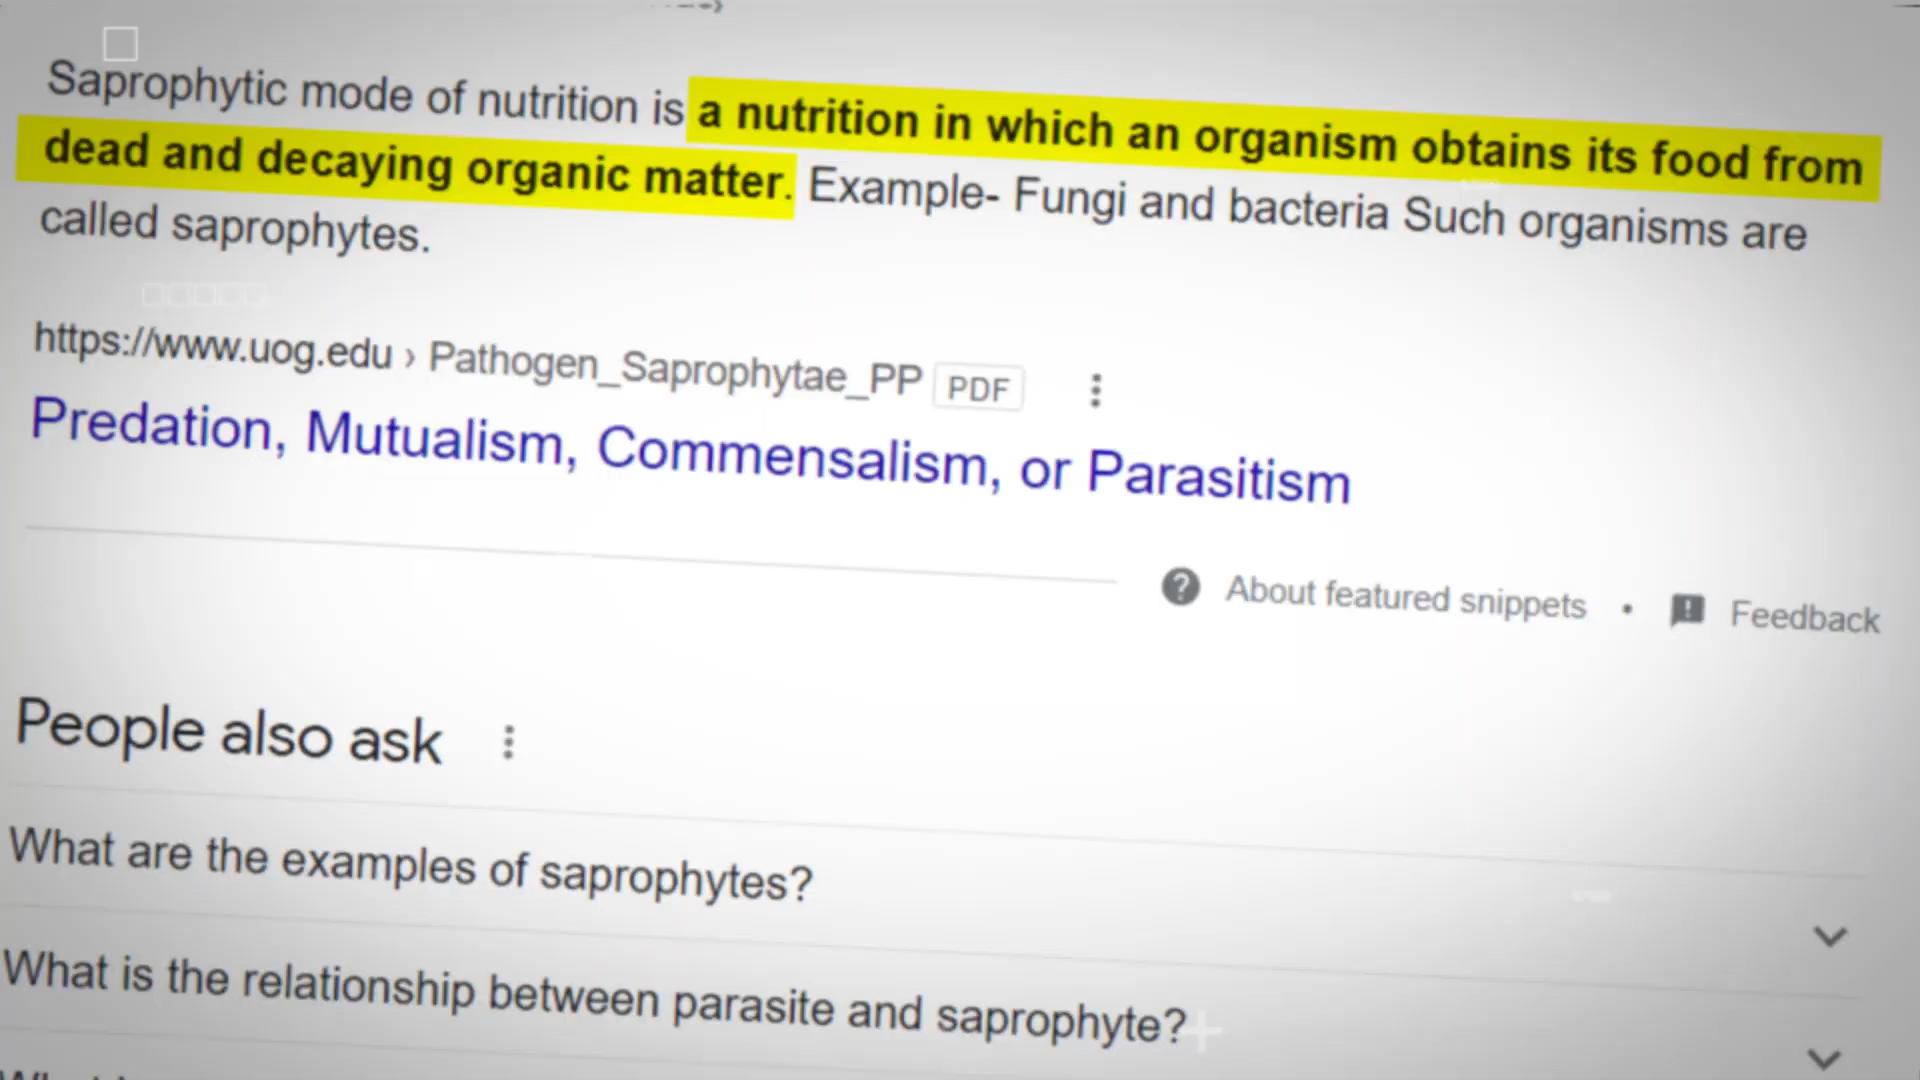 Saprophytic mode of nutrition is a nutrition in which an organism obtains its food from
dead and decaying organic matter. Example- Fungi and bacteria Such organisms are
called saprophytes.
https://www.uog.edu › Pathogen_Saprophytae_PP PDF
Predation, Mutualism, Commensalism, or Parasitism
About featured snippets • Feedback
People also ask
What are the examples of saprophytes?
What is the relationship between parasite and saprophyte?